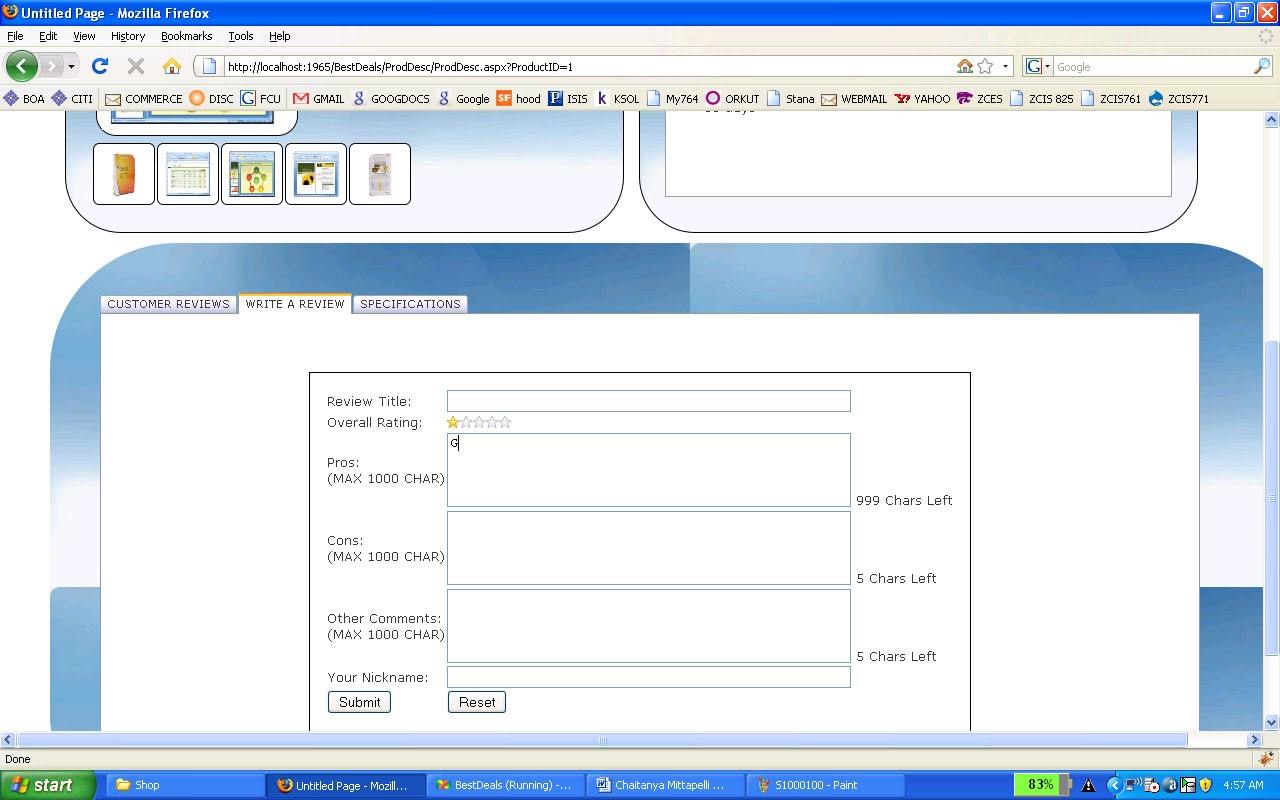 Untitled Page - Mozilla Firefox
File Edit View History Bookmarks Tools Help
http://localhost:1965/BestDeals/ProdDesc/ProdDesc.aspx?ProductID=1
G Google
BOA CITI COMMERCE DISC FCU GMAIL GOOGDOCS Google hood ISIS KSOL My764 ORKUT Stana WEBMAIL YAHOO ZCES ZCIS 825 ZCIS761 ZCIS771
CUSTOMER REVIEWS WRITE A REVIEW SPECIFICATIONS
Review Title:
Overall Rating:
G
Pros:
(MAX 1000 CHAR)
999 Chars Left
Cons:
(MAX 1000 CHAR)
5 Chars Left
Other Comments:
(MAX 1000 CHAR)
5 Chars Left
Your Nickname:
Submit Reset
Done
start Shop Untitled Page - Mozill... BestDeals (Running) -... Chaitanya Mittapelli ... S1000100 - Paint 83% 4:57 AM